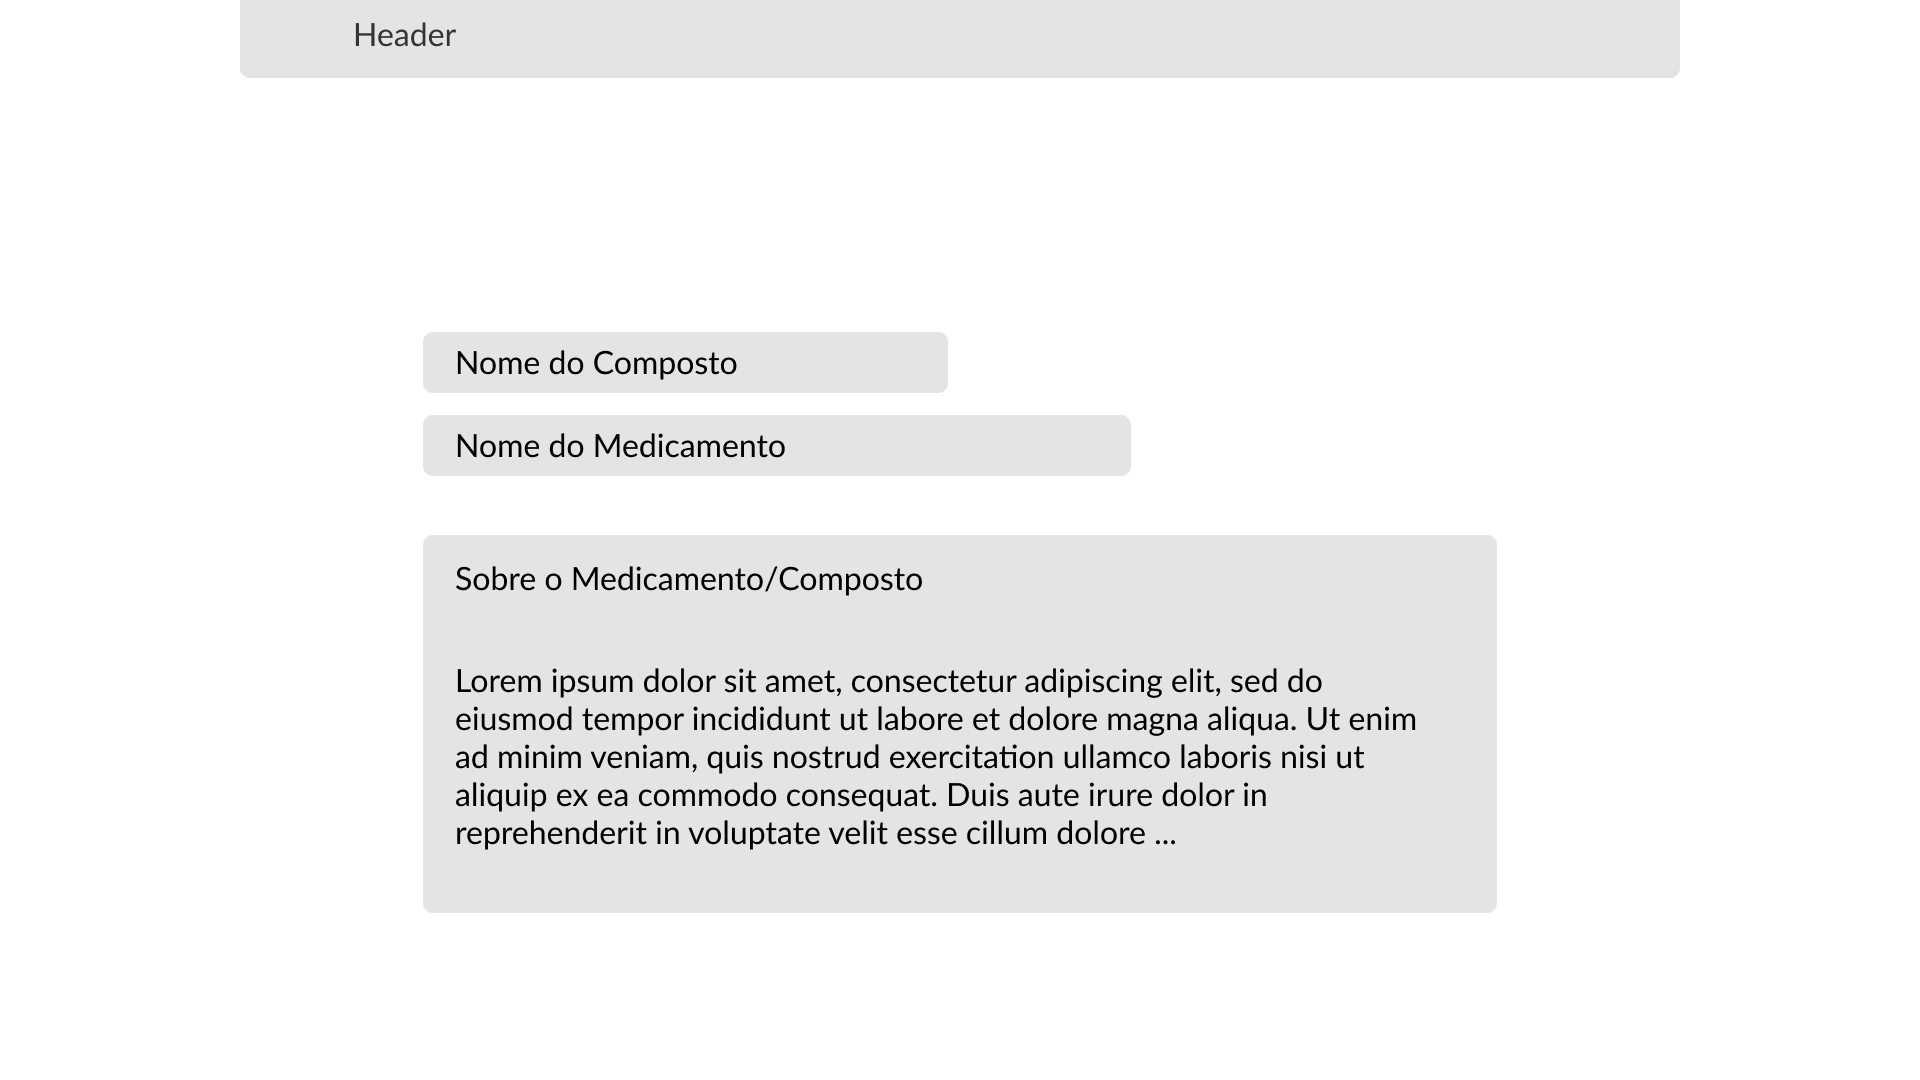 Header
Nome do Composto
Nome do Medicamento
Sobre o Medicamento/Composto
Lorem ipsum dolor sit amet, consectetur adipiscing elit, sed do
eiusmod tempor incididunt ut labore et dolore magna aliqua. Ut enim
ad minim veniam, quis nostrud exercitation ullamco laboris nisi ut
aliquip ex ea commodo consequat. Duis aute irure dolor in
reprehenderit in voluptate velit esse cillum dolore ...